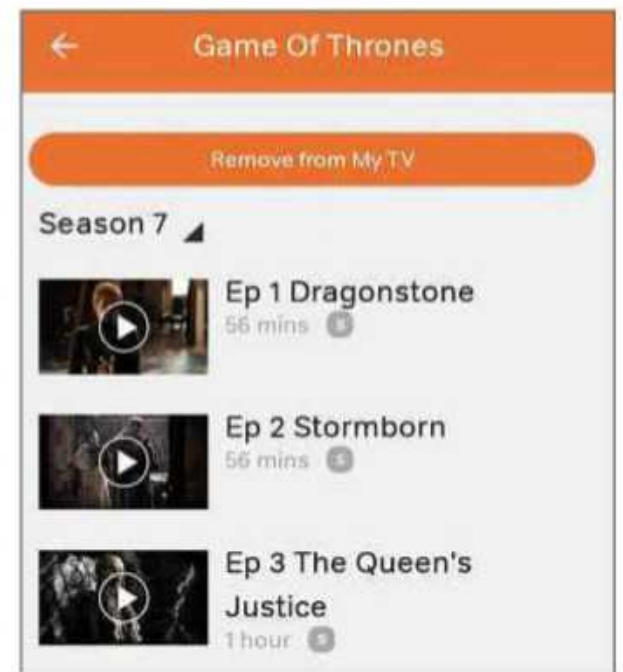 Game Of Thrones
Remove from My TV
Season 7
Ep 1 Dragonstone
56 mins S
Ep 2 Stormborn
56 mins S
Ep 3 The Queen's
Justice
1 hour S